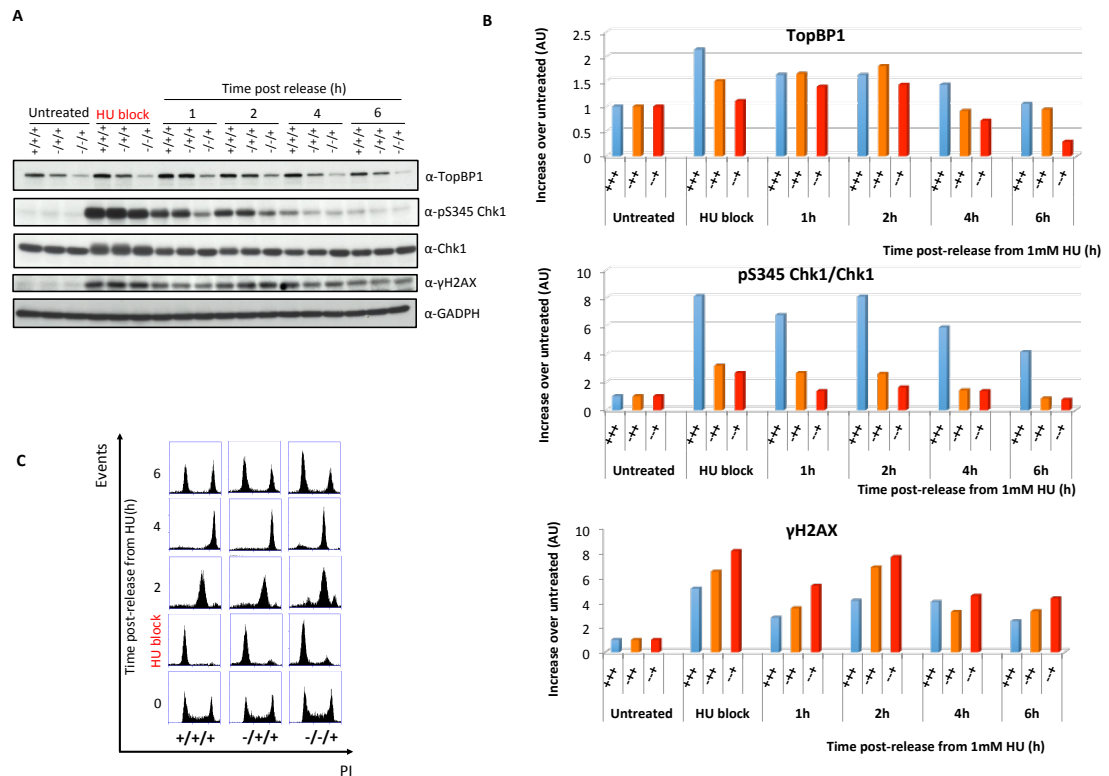 A
Time post release (h)
Untreated HU block 1 2 4 6
+/+/+ -/+/+ -/-/+ +/+/+ -/+/+ -/-/+ +/+/+ -/+/+ -/-/+ +/+/+ -/+/+ -/-/+ +/+/+ -/+/+ -/-/+ +/+/+ -/+/+ -/-/+
α-TopBP1
α-pS345 Chk1
α-Chk1
α-γH2AX
α-GADPH
B
TopBP1
Increase over untreated (AU)
2.5
2
1.5
1
0.5
0
+++ -++ --+ +++ -++ --+ +++ -++ --+ +++ -++ --+ +++ -++ --+ +++ -++ --+
Untreated HU block 1h 2h 4h 6h
Time post-release from 1mM HU (h)
pS345 Chk1/Chk1
Increase over untreated (AU)
10
8
6
4
2
0
+++ -++ --+ +++ -++ --+ +++ -++ --+ +++ -++ --+ +++ -++ --+ +++ -++ --+
Untreated HU block 1h 2h 4h 6h
Time post-release from 1mM HU (h)
γH2AX
Increase over untreated (AU)
10
8
6
4
2
0
+++ -++ --+ +++ -++ --+ +++ -++ --+ +++ -++ --+ +++ -++ --+ +++ -++ --+
Untreated HU block 1h 2h 4h 6h
Time post-release from 1mM HU (h)
C
Events
Time post-release from HU(h)
6
4
2
HU block
0
+/+/+ -/+/+ -/-/+
PI